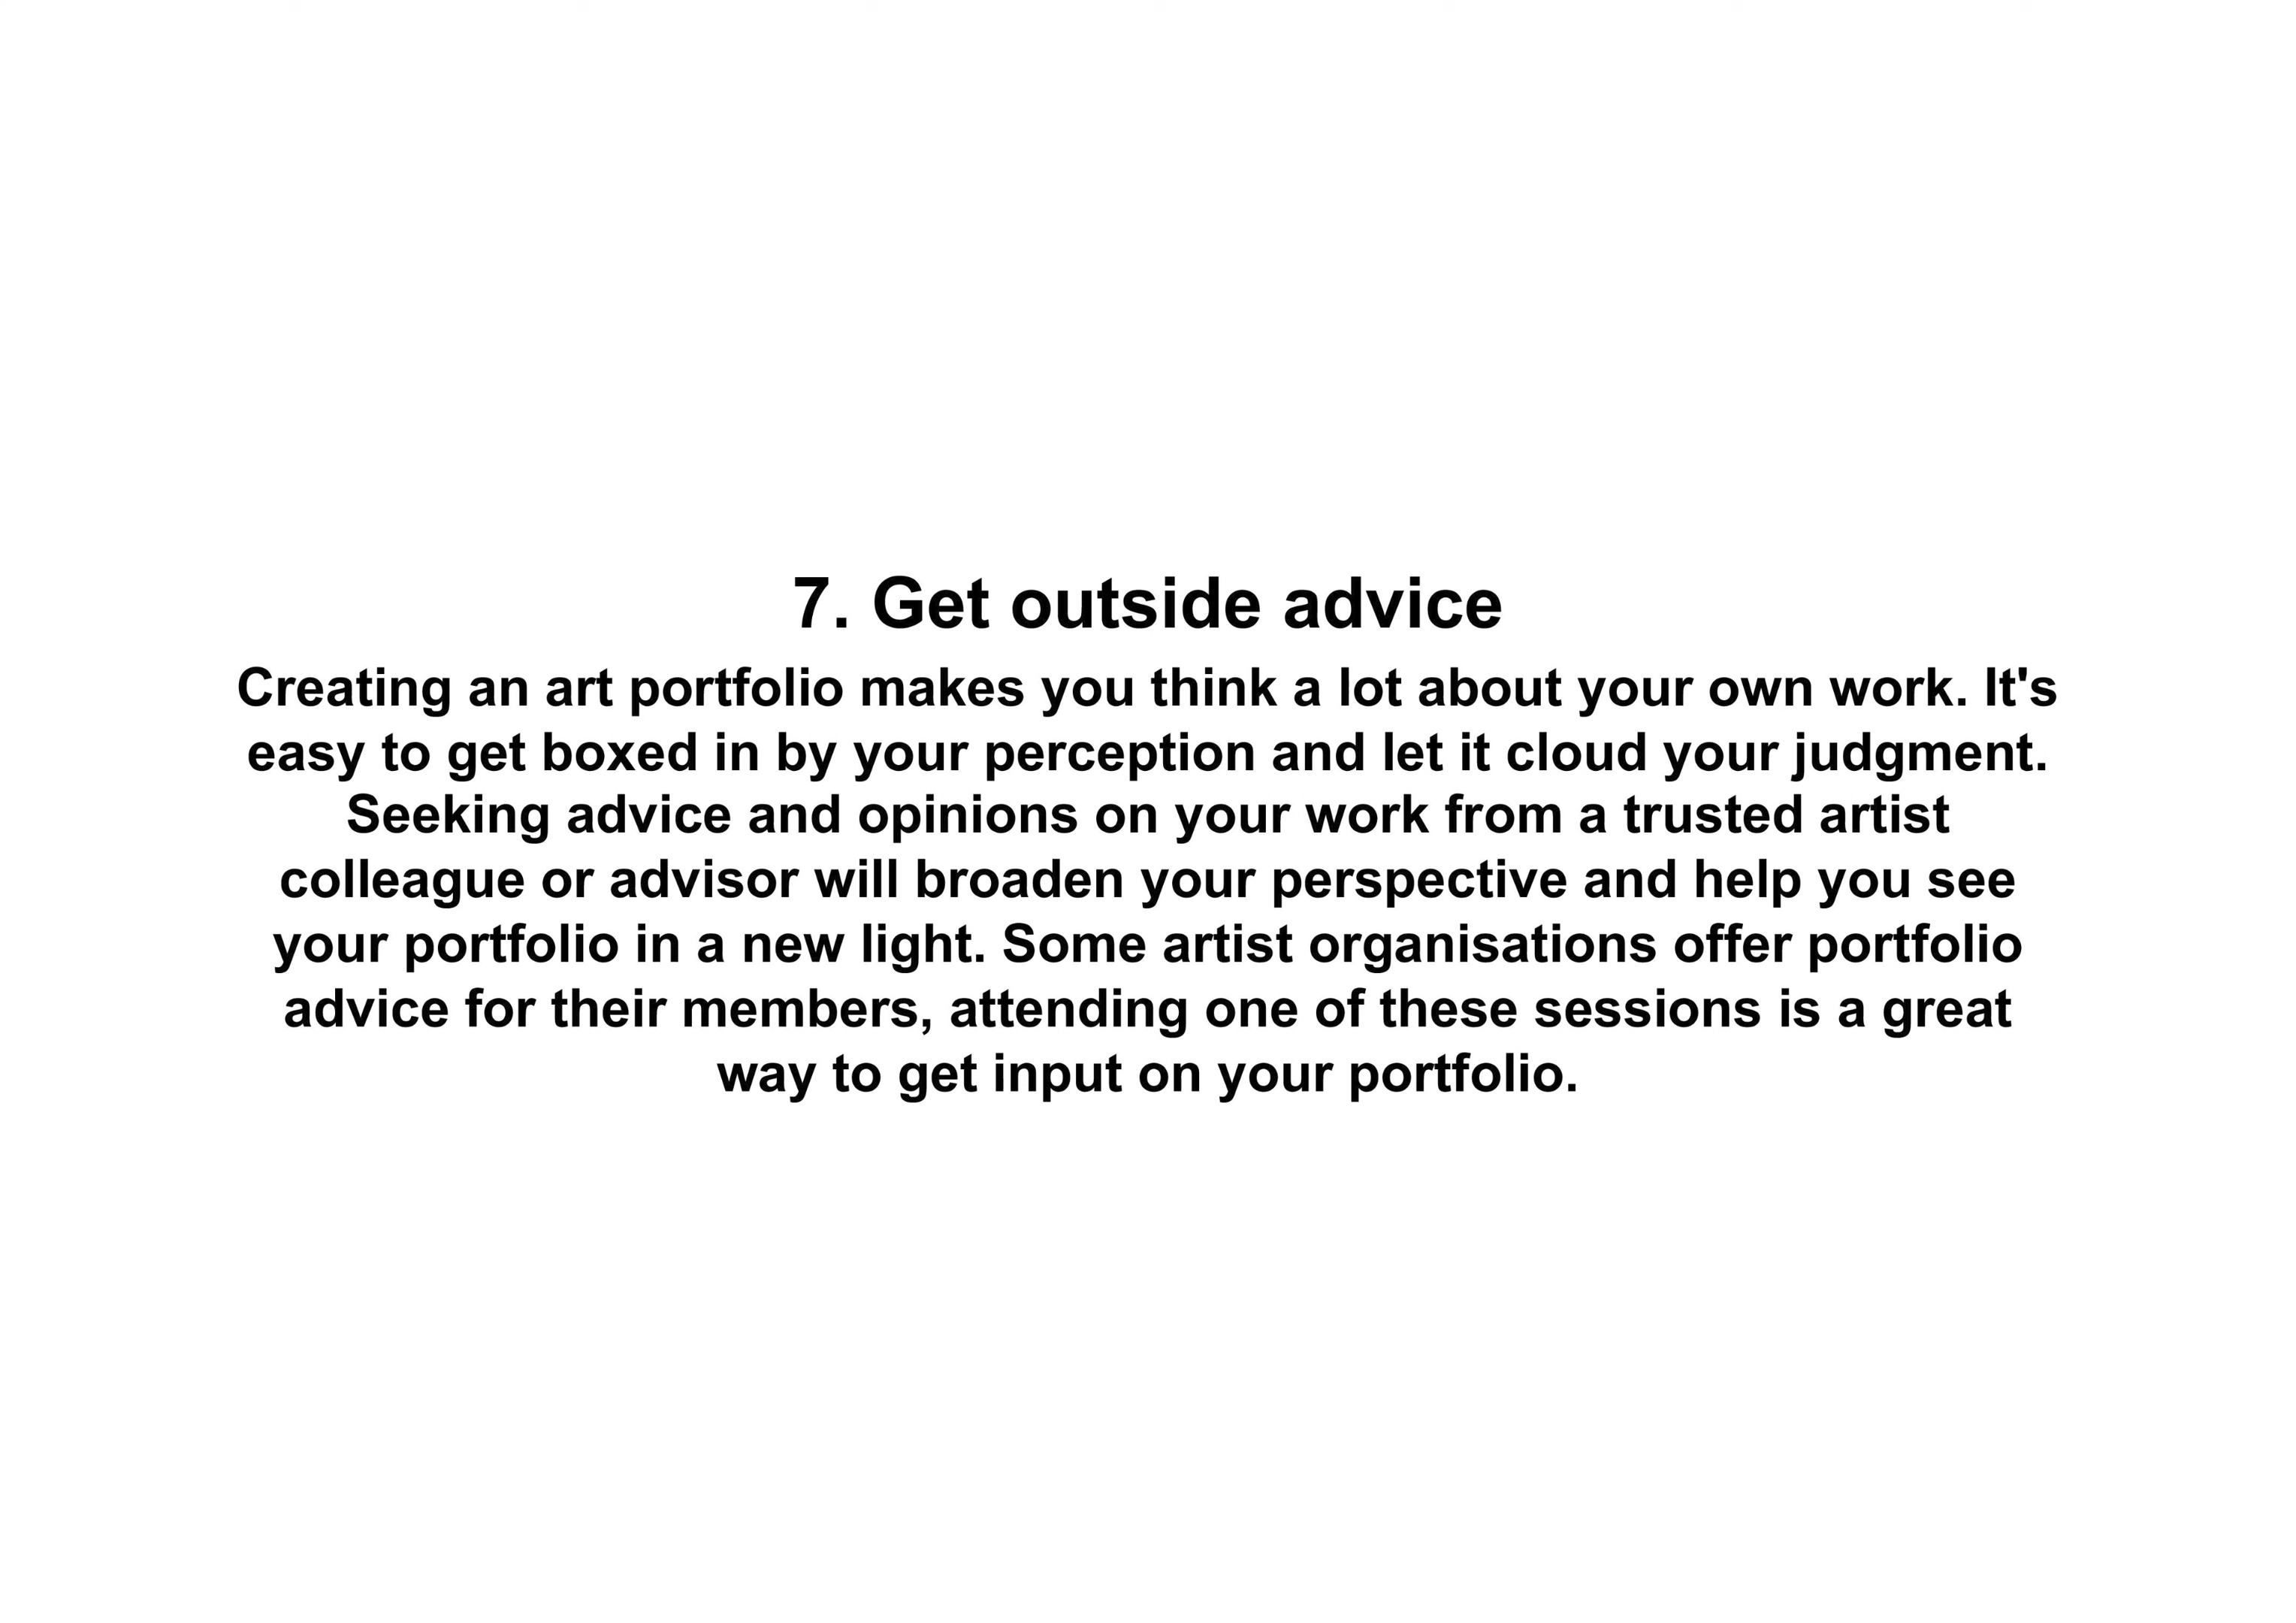 7. Get outside advice
Creating an art portfolio makes you think a lot about your own work. It's
easy to get boxed in by your perception and let it cloud your judgment.
Seeking advice and opinions on your work from a trusted artist
colleague or advisor will broaden your perspective and help you see
your portfolio in a new light. Some artist organisations offer portfolio
advice for their members, attending one of these sessions is a great
way to get input on your portfolio.